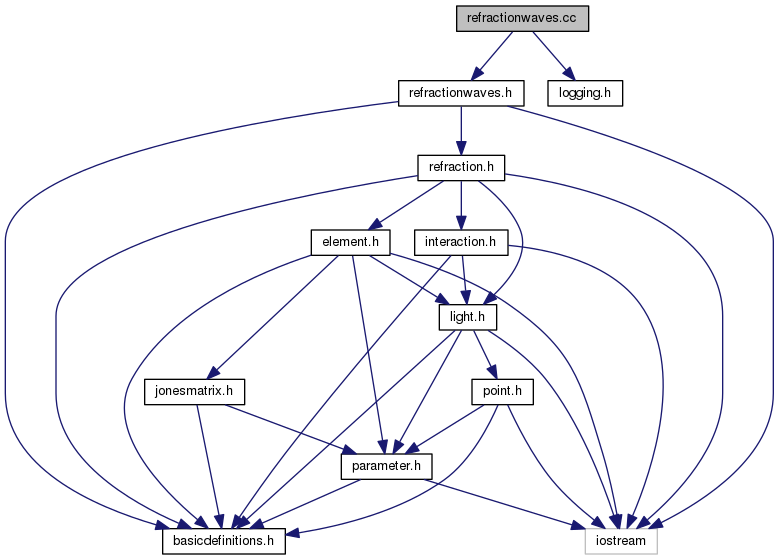 refractionwaves.cc
refractionwaves.h
logging.h
refraction.h
element.h
interaction.h
light.h
jonesmatrix.h
point.h
parameter.h
basicdefinitions.h
iostream